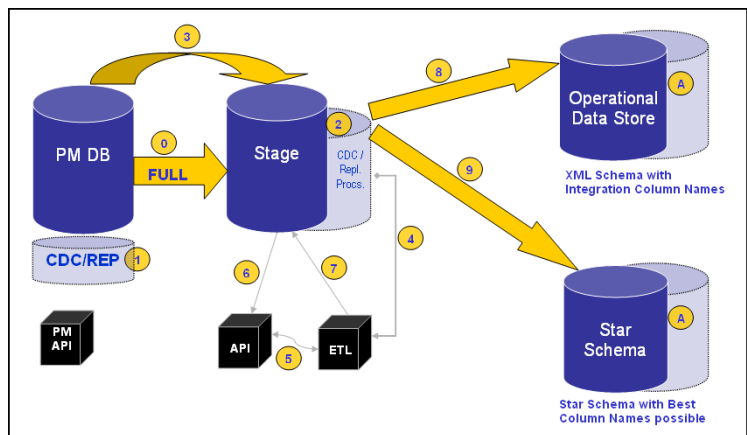 3
8
A
Operational
Data Store
PM DB
0
FULL
Stage
2
CDC /
Repl.
Procs.
XML Schema with
Integration Column Names
9
4
CDC/REP
1
6
7
A
Star
Schema
PM
API
API
5
ETL
Star Schema with Best
Column Names possible